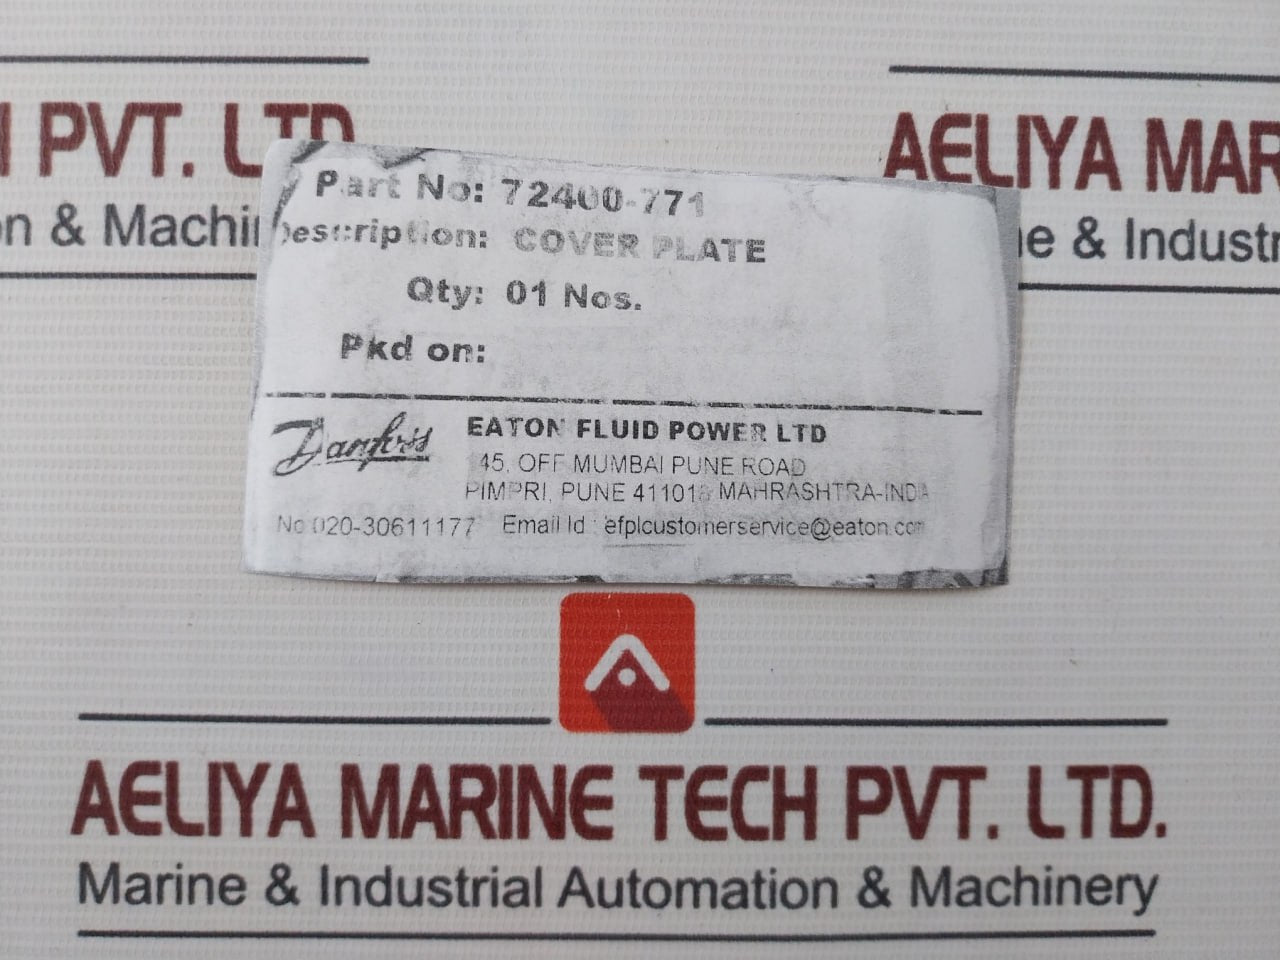 I PVT. LTD
on & Machi
AELIYA MAR
ne & Industr
Part No: 72400-771
Description: COVER PLATE
Qty: 01 Nos.
Pkd on:
Danfoss
EATON FLUID POWER LTD
45, OFF MUMBAI PUNE ROAD
PIMPRI, PUNE 411018 MAHRASHTRA-INDIA
No 020-30611177 Email Id : efplcustomerservice@eaton.com
AELIYA MARINE TECH PVT. LTD.
Marine & Industrial Automation & Machinery